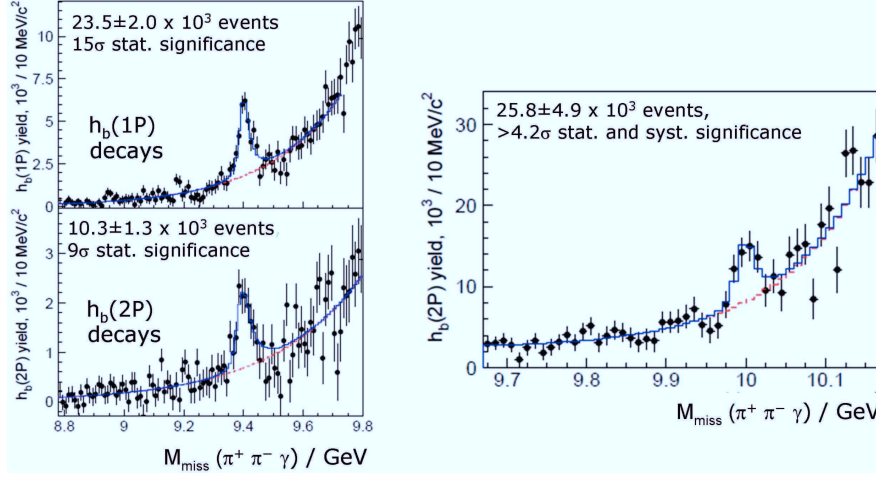 23.5±2.0 x 10³ events
15σ stat. significance
h_b(1P)
decays
h_b(1P) yield, 10³ / 10 MeV/c²
10
7.5
5
2.5
0
10.3±1.3 x 10³ events
9σ stat. significance
h_b(2P)
decays
h_b(2P) yield, 10³ / 10 MeV/c²
3
2
1
0
8.8 9 9.2 9.4 9.6 9.8
M_miss (π⁺ π⁻ γ) / GeV
25.8±4.9 x 10³ events,
>4.2σ stat. and syst. significance
h_b(2P) yield, 10³ / 10 MeV/c²
30
20
10
0
9.7 9.8 9.9 10 10.1
M_miss (π⁺ π⁻ γ) / GeV